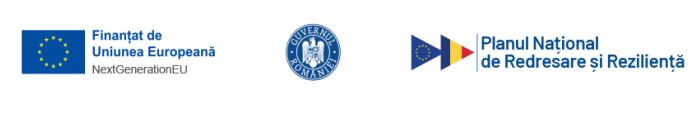 Finanțat de
Uniunea Europeană
NextGenerationEU
GUVERNUL
ROMÂNIEI
Planul Național
de Redresare și Reziliență